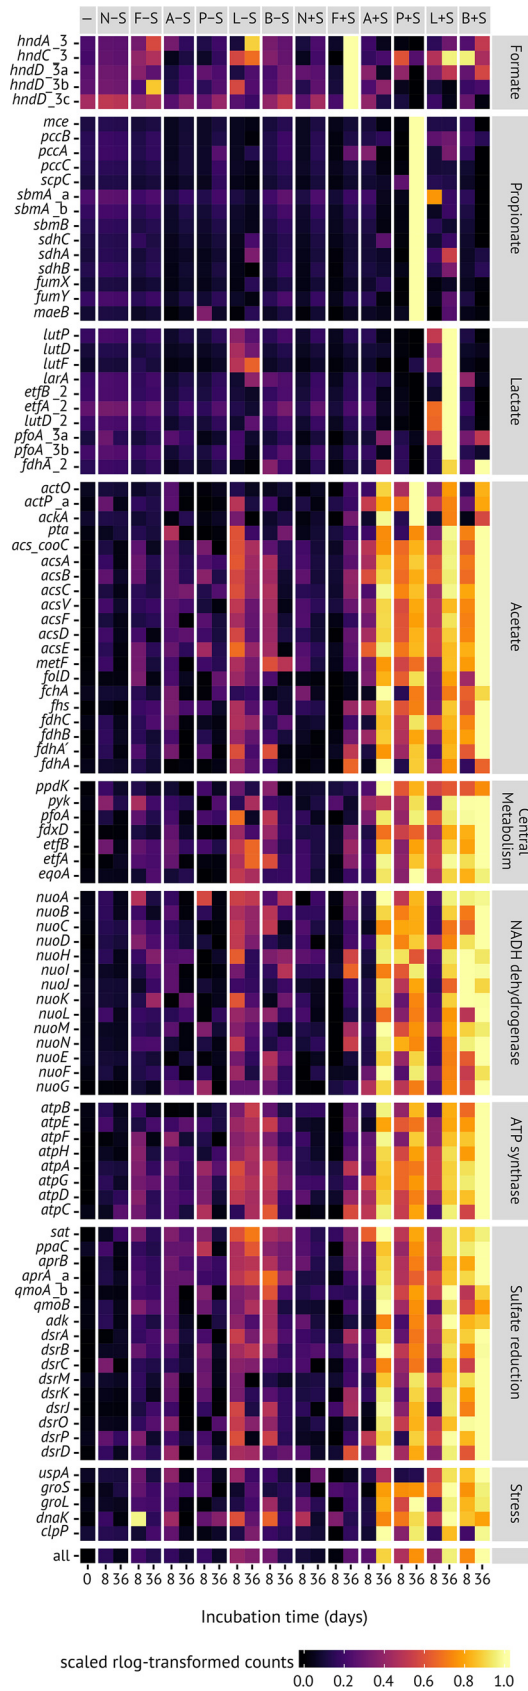 – N–S F–S A–S P–S L–S B–S N+S F+S A+S P+S L+S B+S
hndA_3
hndC_3
hndD_3a
hndD_3b
hndD_3c
Formate
mce
pccB
pccA
pccC
scpC
sbmA_a
sbmA_b
sbmB
sdhC
sdhA
sdhB
fumX
fumY
maeB
Propionate
lutP
lutD
lutF
larA
etfB_2
etfA_2
lutD_2
pfoA_3a
pfoA_3b
fdhA_2
Lactate
actO
actP_a
ackA
pta
acs_cooC
acsA
acsB
acsC
acsV
acsF
acsD
acsE
metF
folD
fchA
fhs
fdhC
fdhB
fdhA´
fdhA
Acetate
ppdK
pyk
pfoA
fdxD
etfB
etfA
eqoA
Central
Metabolism
nuoA
nuoB
nuoC
nuoD
nuoH
nuoI
nuoJ
nuoK
nuoL
nuoM
nuoN
nuoE
nuoF
nuoG
NADH dehydrogenase
atpB
atpE
atpF
atpH
atpA
atpG
atpD
atpC
ATP synthase
sat
ppaC
aprB
aprA_a
qmoA_b
qmoB
adk
dsrA
dsrB
dsrC
dsrM
dsrK
dsrJ
dsrO
dsrP
dsrD
Sulfate reduction
uspA
groS
groL
dnaK
clpP
Stress
all
0 8 36 8 36 8 36 8 36 8 36 8 36 8 36 8 36 8 36 8 36 8 36 8 36
Incubation time (days)
scaled rlog-transformed counts
0.0 0.2 0.4 0.6 0.8 1.0